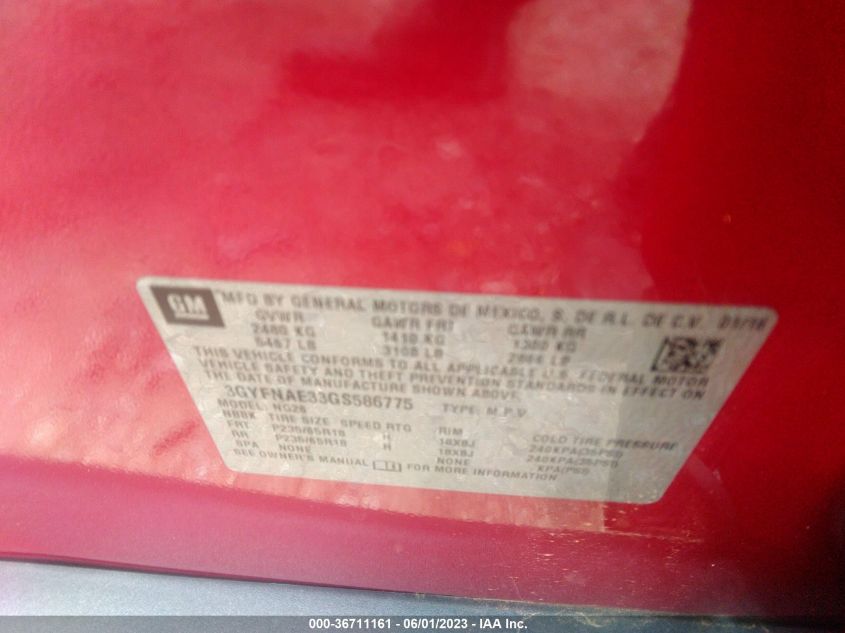 GM MFG BY GENERAL MOTORS DE MEXICO, S. DE R.L. DE C.V. 01/16
GVWR GAWR FRT GAWR RR
2480 KG 1410 KG 1300 KG
5467 LB 3108 LB 2866 LB
THIS VEHICLE CONFORMS TO ALL APPLICABLE U.S. FEDERAL MOTOR
VEHICLE SAFETY AND THEFT PREVENTION STANDARDS IN EFFECT ON
THE DATE OF MANUFACTURE SHOWN ABOVE.
3GYFNAE33GS586775 TYPE: M.P.V.
MODEL: NG26
TIRE SIZE SPEED RTG RIM COLD TIRE PRESSURE
FRT P235/65R18 H 18X8J 240KPA(35PSI)
RR P235/65R18 H 18X8J 240KPA(35PSI)
SPA NONE NONE KPA(PSI)
SEE OWNER'S MANUAL FOR MORE INFORMATION
000-36711161 - 06/01/2023 - IAA Inc.